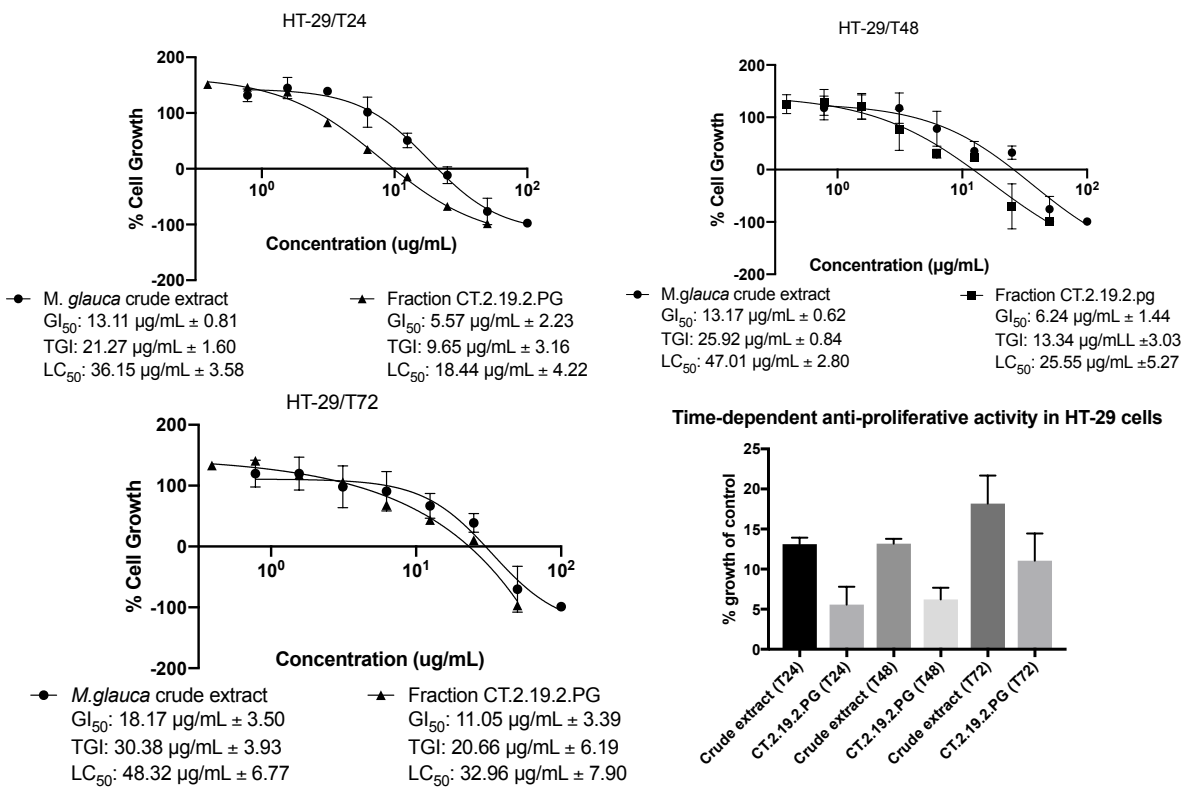 HT-29/T24
200
100
0
-100
-200
% Cell Growth
10⁰
10¹
10²
Concentration (ug/mL)
M. glauca crude extract
GI₅₀: 13.11 µg/mL ± 0.81
TGI: 21.27 µg/mL ± 1.60
LC₅₀: 36.15 µg/mL ± 3.58
Fraction CT.2.19.2.PG
GI₅₀: 5.57 µg/mL ± 2.23
TGI: 9.65 µg/mL ± 3.16
LC₅₀: 18.44 µg/mL ± 4.22
HT-29/T48
200
100
0
-100
-200
% Cell Growth
10⁰
10¹
10²
Concentration (µg/mL)
M.glauca crude extract
GI₅₀: 13.17 µg/mL ± 0.62
TGI: 25.92 µg/mL ± 0.84
LC₅₀: 47.01 µg/mL ± 2.80
Fraction CT.2.19.2.pg
GI₅₀: 6.24 µg/mL ± 1.44
TGI: 13.34 µg/mLL ±3.03
LC₅₀: 25.55 µg/mL ±5.27
HT-29/T72
200
100
0
-100
-200
% Cell Growth
10⁰
10¹
10²
Concentration (ug/mL)
M.glauca crude extract
GI₅₀: 18.17 µg/mL ± 3.50
TGI: 30.38 µg/mL ± 3.93
LC₅₀: 48.32 µg/mL ± 6.77
Fraction CT.2.19.2.PG
GI₅₀: 11.05 µg/mL ± 3.39
TGI: 20.66 µg/mL ± 6.19
LC₅₀: 32.96 µg/mL ± 7.90
Time-dependent anti-proliferative activity in HT-29 cells
25
20
15
10
5
0
% growth of control
Crude extract (T24)
CT.2.19.2.PG (T24)
Crude extract (T48)
CT.2.19.2.PG (T48)
Crude extract (T72)
CT.2.19.2.PG (T72)